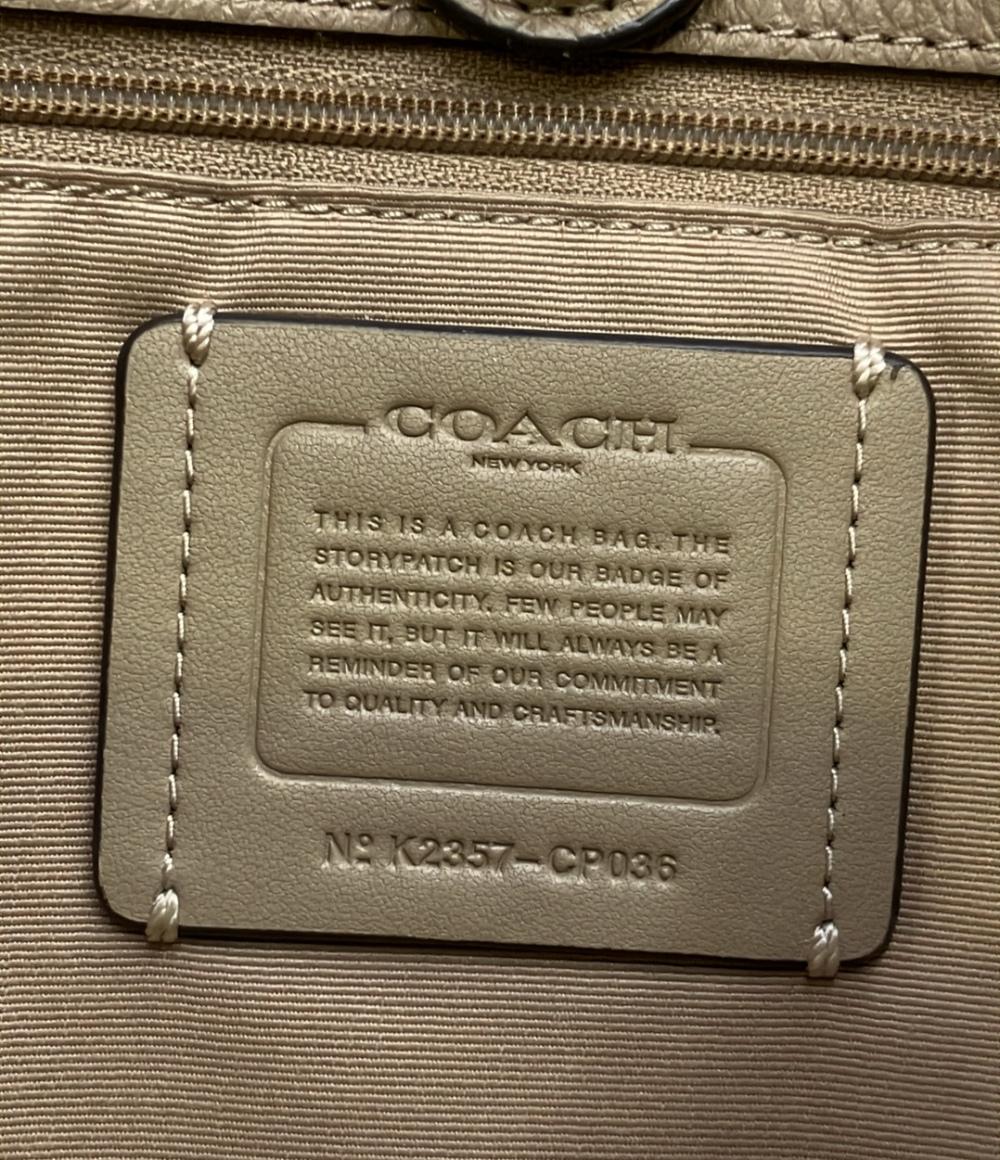 COACH
NEW YORK
THIS IS A COACH BAG. THE
STORYPATCH IS OUR BADGE OF
AUTHENTICITY. FEW PEOPLE MAY
SEE IT, BUT IT WILL ALWAYS BE A
REMINDER OF OUR COMMITMENT
TO QUALITY AND CRAFTSMANSHIP.
Nº K2357-CP036